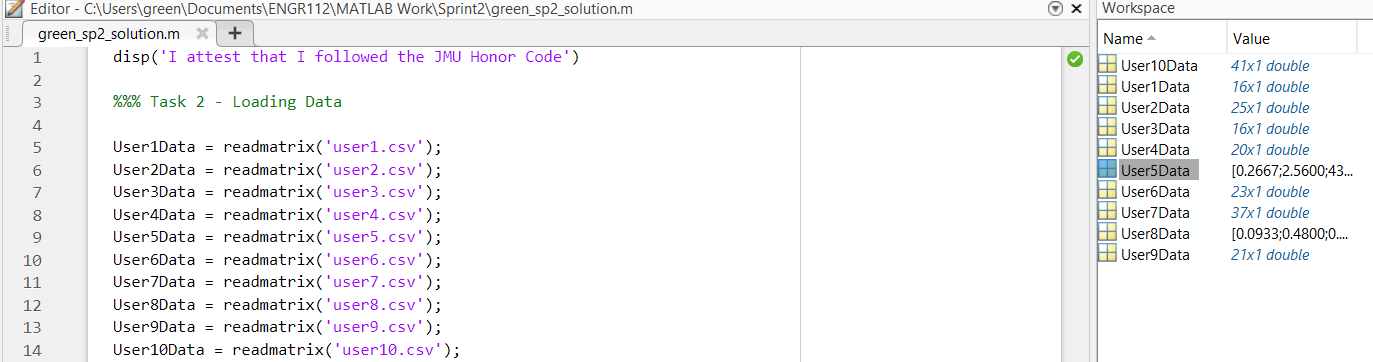 Editor - C:\Users\green\Documents\ENGR112\MATLAB Work\Sprint2\green_sp2_solution.m
green_sp2_solution.m
1 disp('I attest that I followed the JMU Honor Code')
2
3 %%% Task 2 - Loading Data
4
5 User1Data = readmatrix('user1.csv');
6 User2Data = readmatrix('user2.csv');
7 User3Data = readmatrix('user3.csv');
8 User4Data = readmatrix('user4.csv');
9 User5Data = readmatrix('user5.csv');
10 User6Data = readmatrix('user6.csv');
11 User7Data = readmatrix('user7.csv');
12 User8Data = readmatrix('user8.csv');
13 User9Data = readmatrix('user9.csv');
14 User10Data = readmatrix('user10.csv');
Workspace
Name Value
User10Data 41x1 double
User1Data 16x1 double
User2Data 25x1 double
User3Data 16x1 double
User4Data 20x1 double
User5Data [0.2667;2.5600;43...
User6Data 23x1 double
User7Data 37x1 double
User8Data [0.0933;0.4800;0....
User9Data 21x1 double